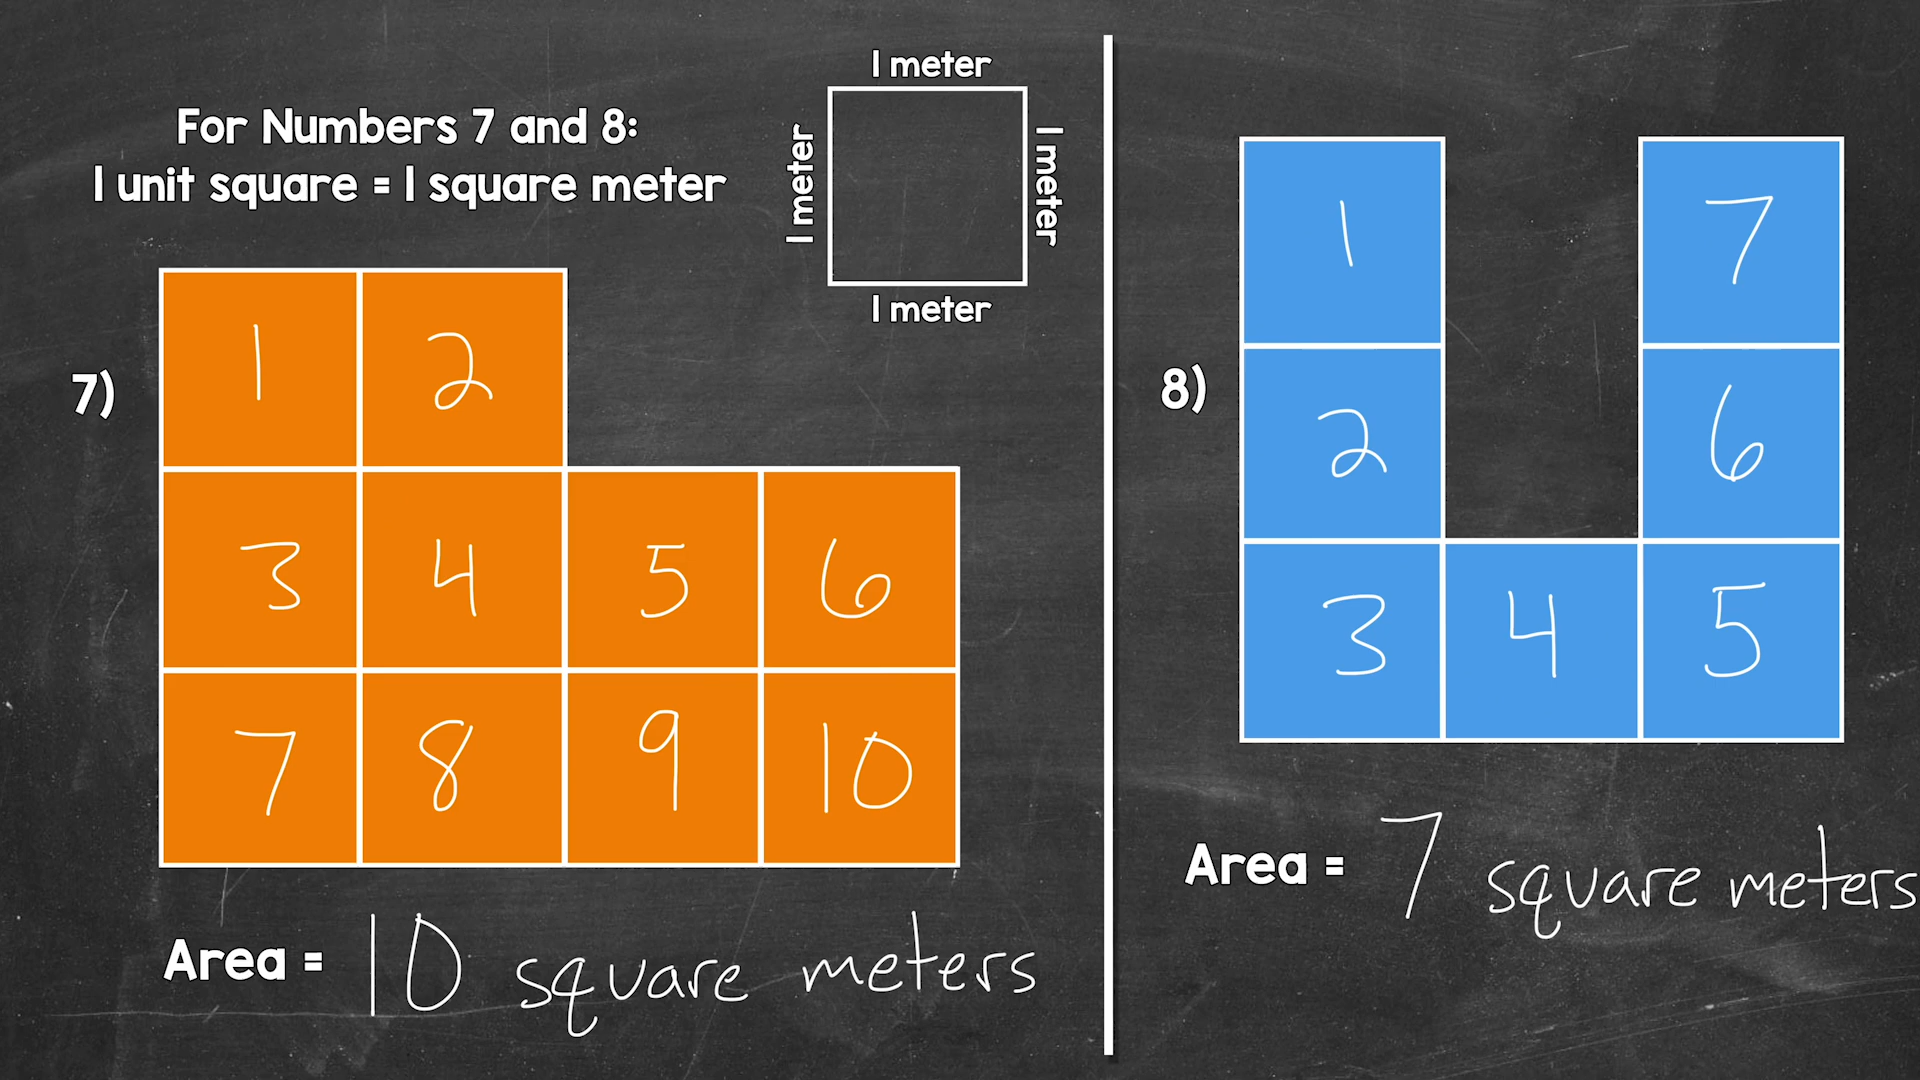 For Numbers 7 and 8:
1 unit square = 1 square meter
1 meter
1 meter
1 meter
1 meter
7)
1 2
3 4 5 6
7 8 9 10
Area = 10 square meters
8)
1 7
2 6
3 4 5
Area = 7 square meters